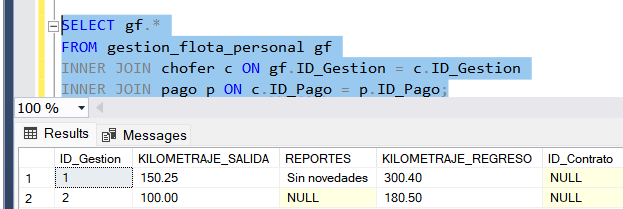 SELECT gf.*
FROM gestion_flota_personal gf
INNER JOIN chofer c ON gf.ID_Gestion = c.ID_Gestion
INNER JOIN pago p ON c.ID_Pago = p.ID_Pago;
100 %
Results Messages
ID_Gestion KILOMETRAJE_SALIDA REPORTES KILOMETRAJE_REGRESO ID_Contrato
1 1 150.25 Sin novedades 300.40 NULL
2 2 100.00 NULL 180.50 NULL